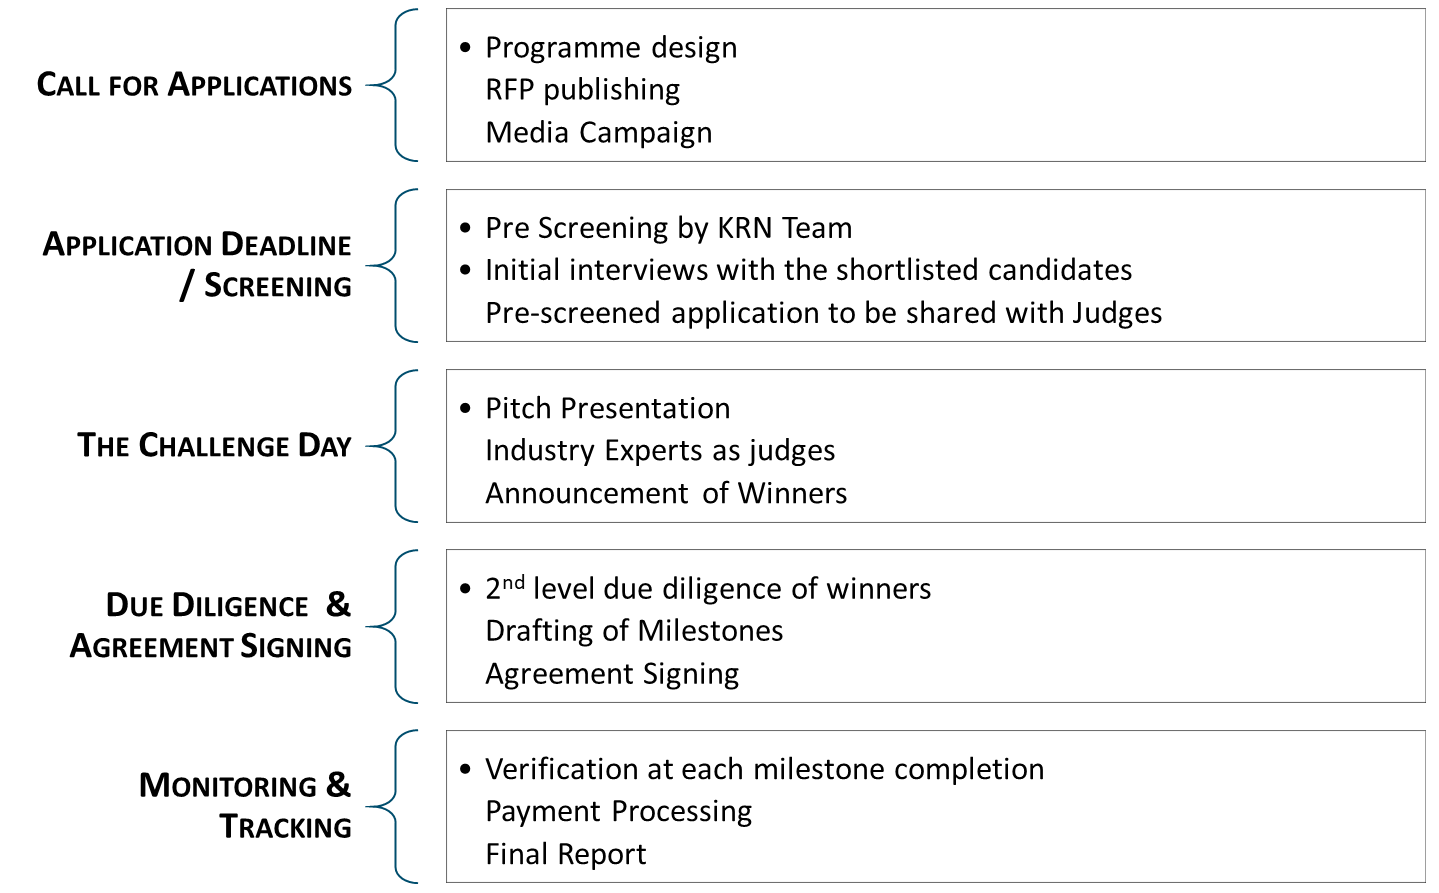 CALL FOR APPLICATIONS
• Programme design
RFP publishing
Media Campaign
APPLICATION DEADLINE
/ SCREENING
• Pre Screening by KRN Team
• Initial interviews with the shortlisted candidates
Pre-screened application to be shared with Judges
THE CHALLENGE DAY
• Pitch Presentation
Industry Experts as judges
Announcement of Winners
DUE DILIGENCE &
AGREEMENT SIGNING
• 2nd level due diligence of winners
Drafting of Milestones
Agreement Signing
MONITORING &
TRACKING
• Verification at each milestone completion
Payment Processing
Final Report